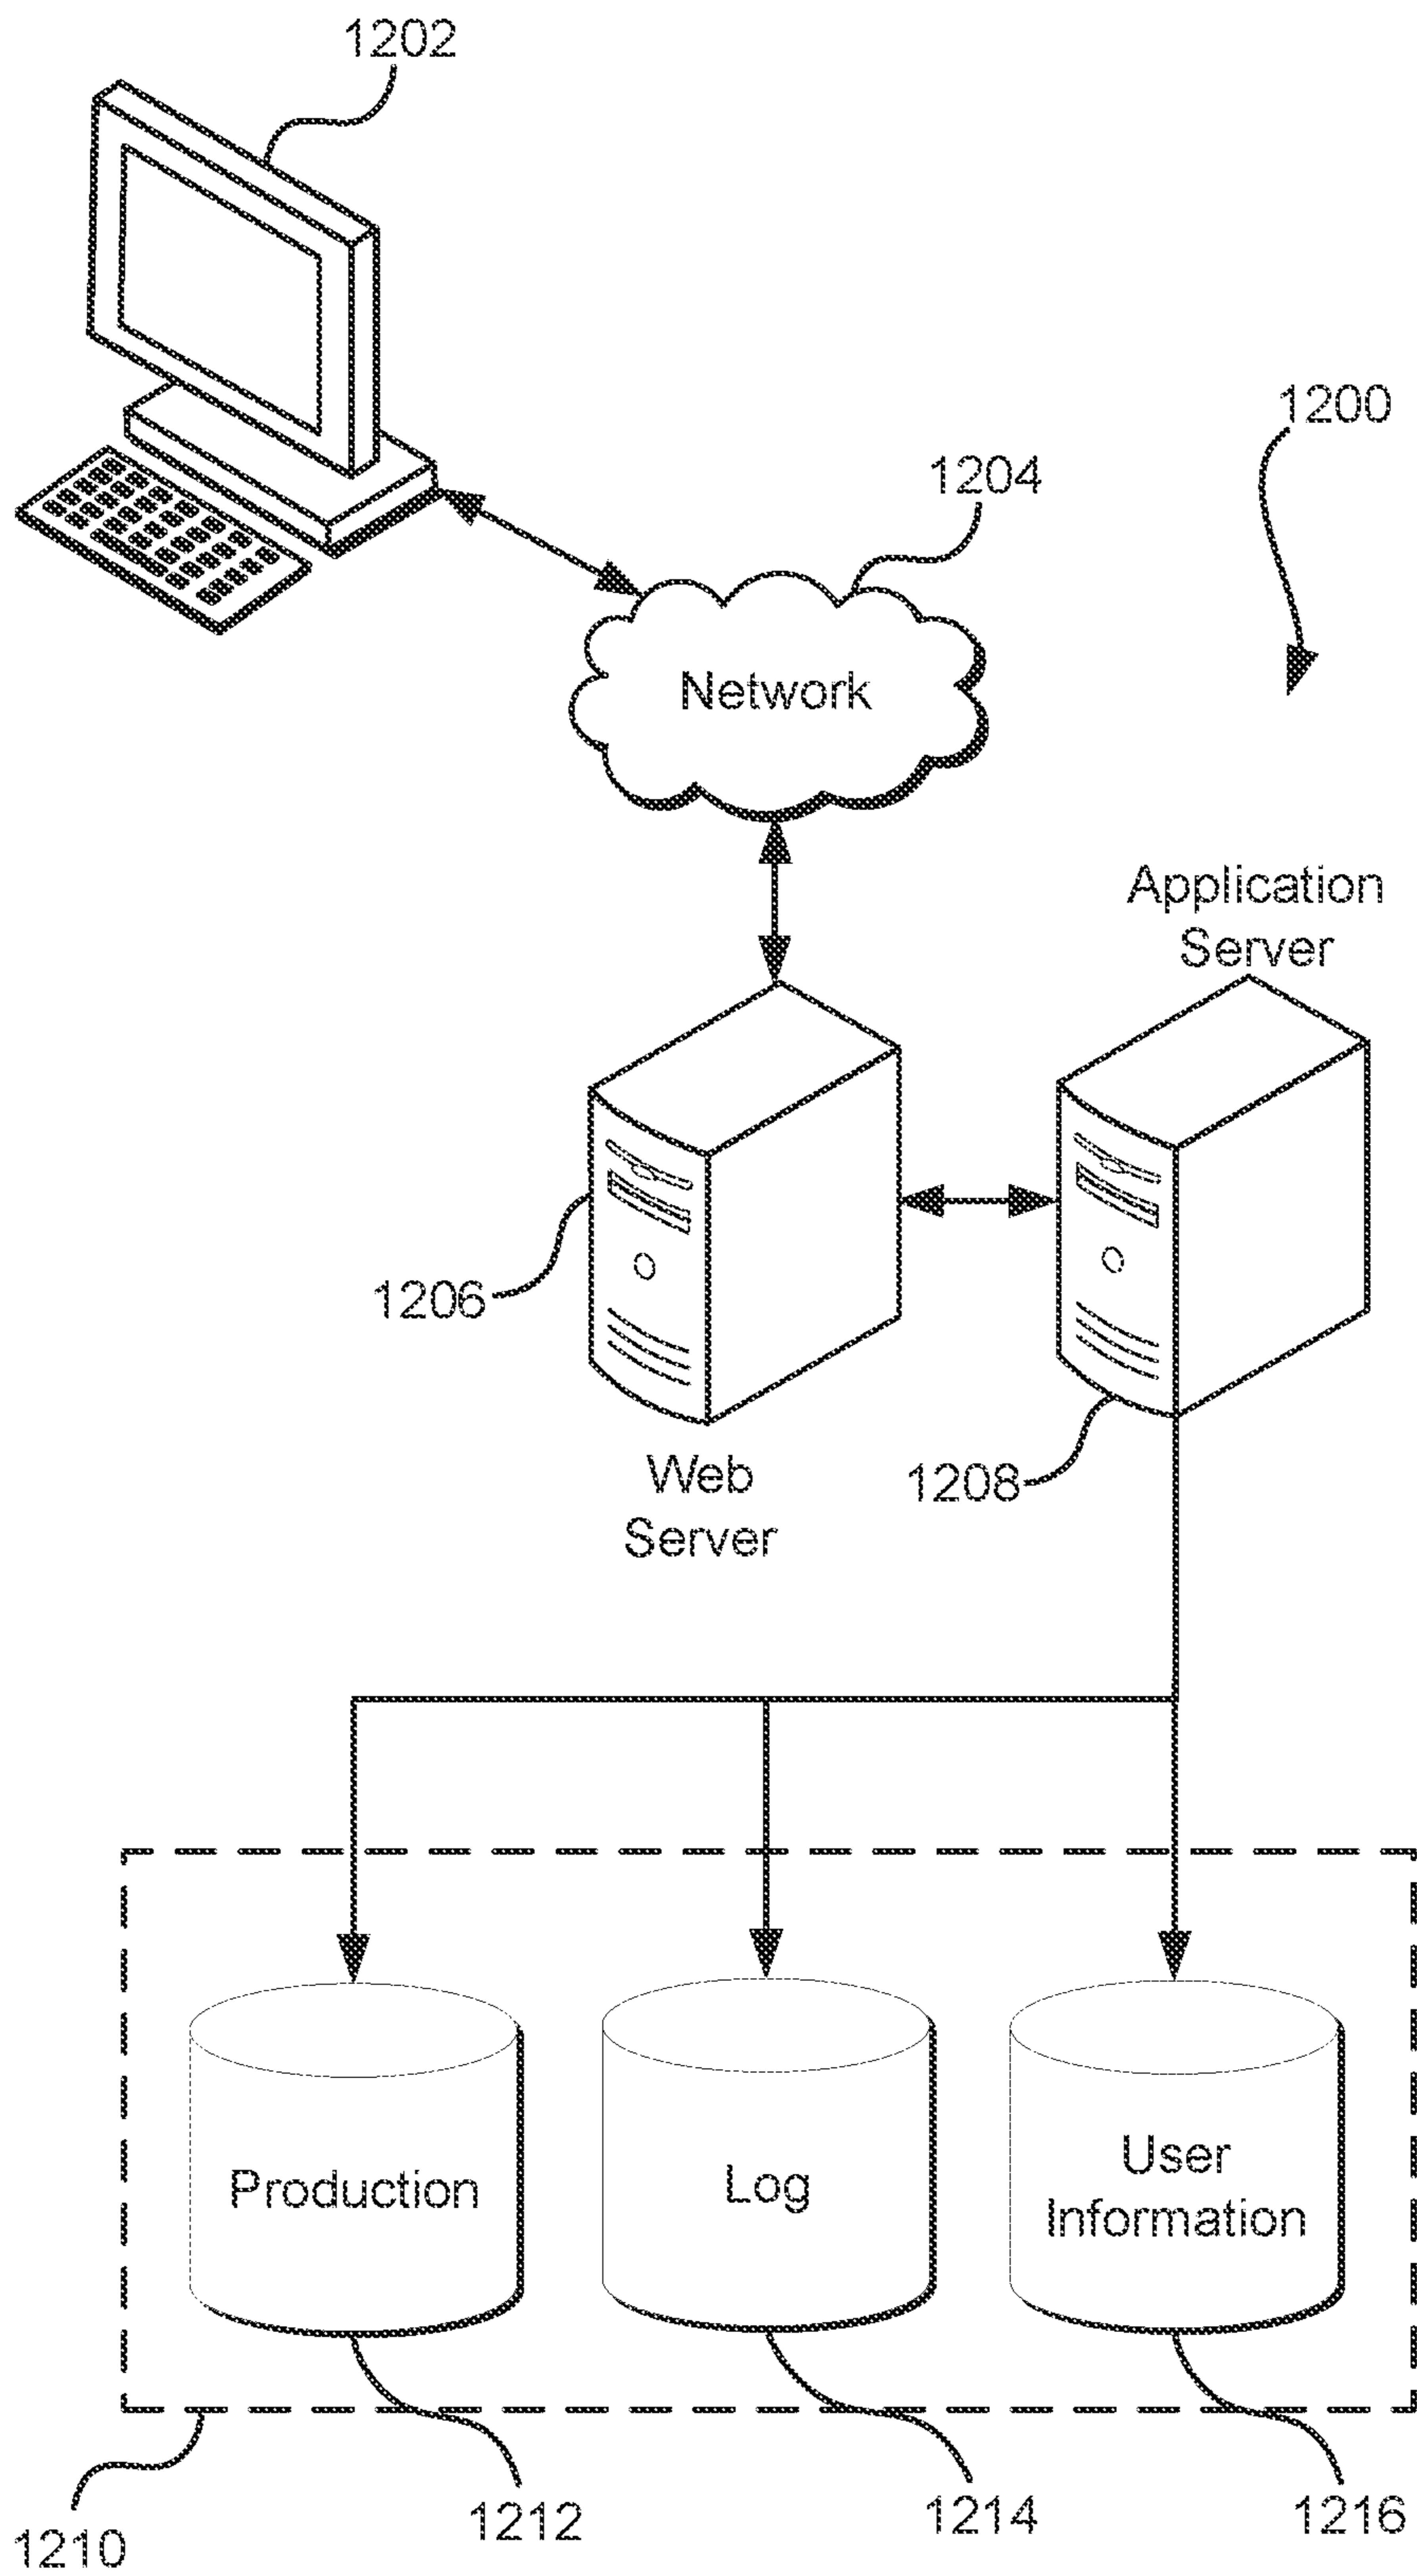 1202
1200
1204
Network
Application
Server
1206
Web
Server
1208
Production
Log
User
Information
1210
1212
1214
1216